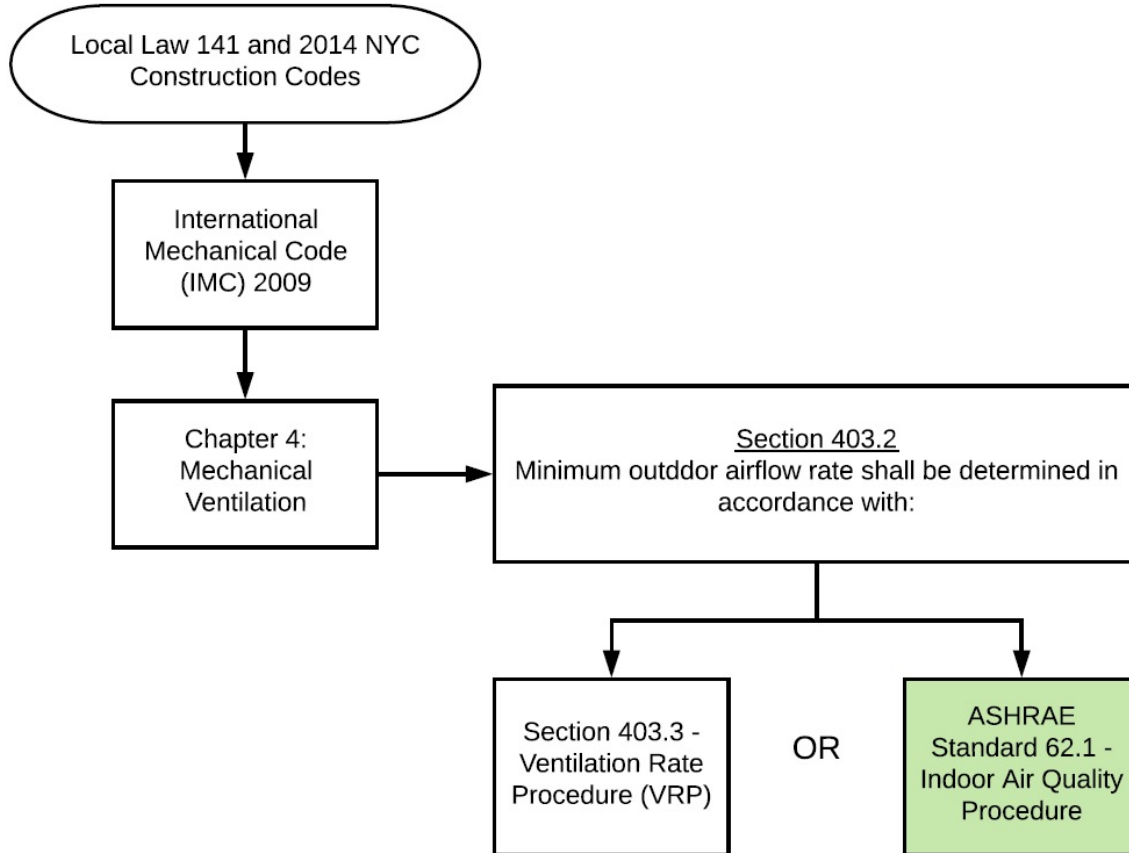 Local Law 141 and 2014 NYC
Construction Codes
International
Mechanical Code
(IMC) 2009
Chapter 4:
Mechanical
Ventilation
Section 403.2
Minimum outddor airflow rate shall be determined in
accordance with:
Section 403.3 -
Ventilation Rate
Procedure (VRP)
OR
ASHRAE
Standard 62.1 -
Indoor Air Quality
Procedure